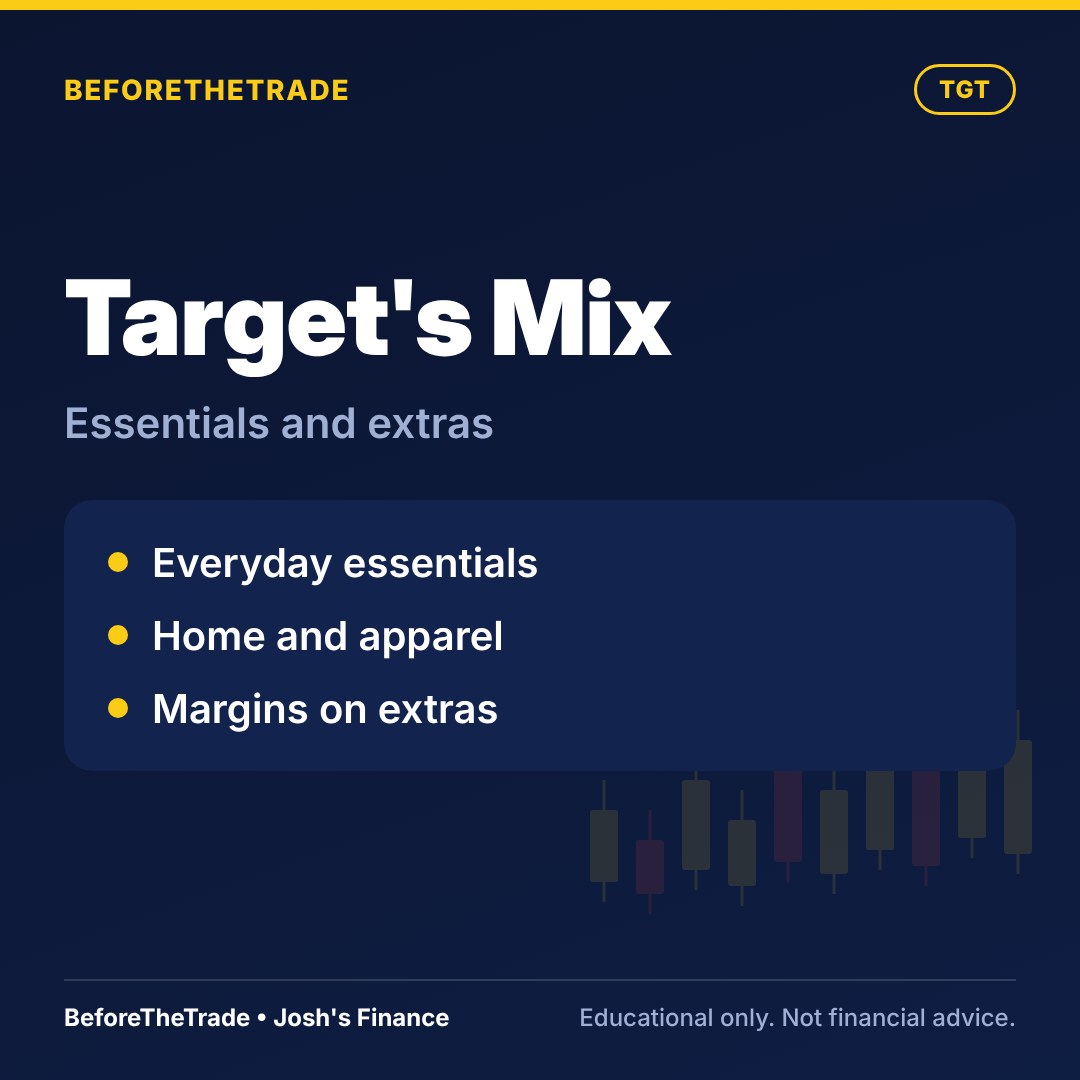 BEFORETHETRADE
TGT
Target's Mix
Essentials and extras
Everyday essentials
Home and apparel
Margins on extras
BeforeTheTrade • Josh's Finance
Educational only. Not financial advice.